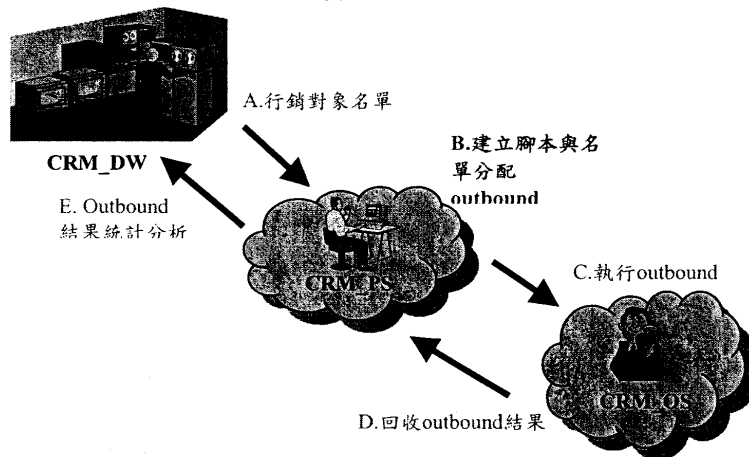 A.行銷對象名單
CRM_DW
B.建立腳本與名
單分配
outbound
E. Outbound
結果統計分析
CRM_PS
C.執行outbound
CRM_OS
D.回收outbound結果